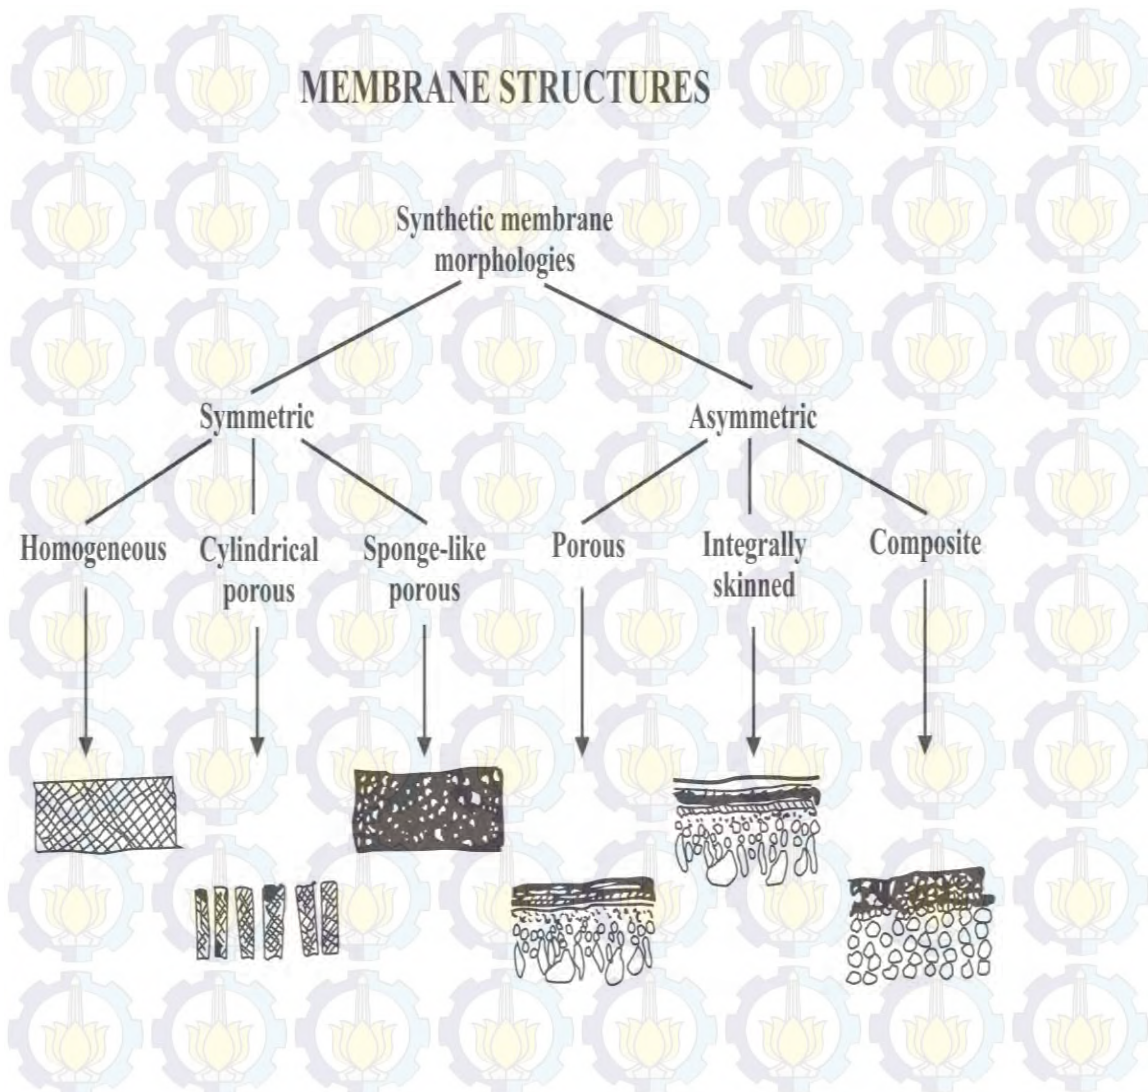 MEMBRANE STRUCTURES
Synthetic membrane
morphologies
Symmetric
Asymmetric
Homogeneous
Cylindrical
porous
Sponge-like
porous
Porous
Integrally
skinned
Composite